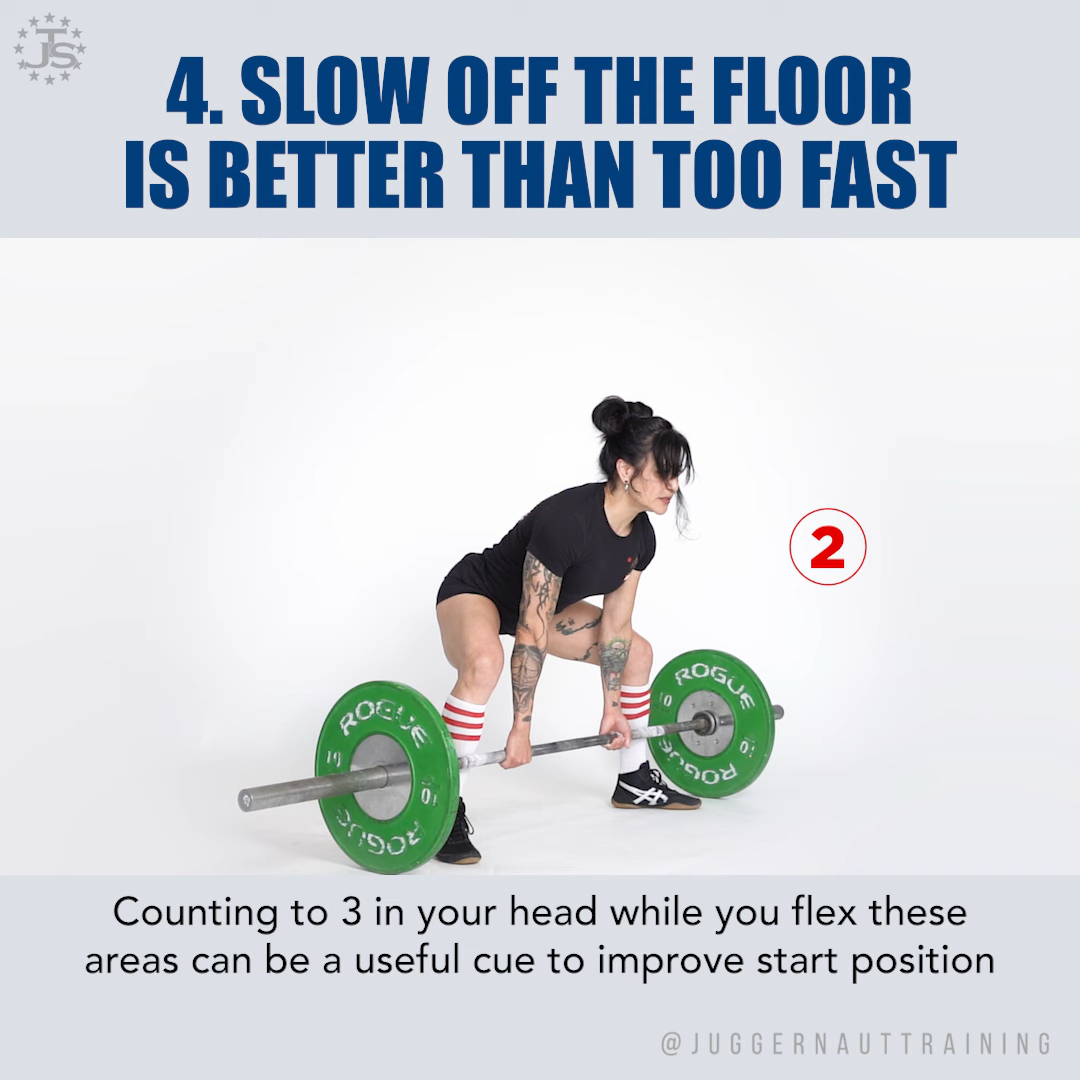 JTS
4. SLOW OFF THE FLOOR
IS BETTER THAN TOO FAST
2
ROGUE
10
10
ROGUE
ROGUE
10
10
ROGUE
Counting to 3 in your head while you flex these
areas can be a useful cue to improve start position
@JUGGERNAUTTRAINING